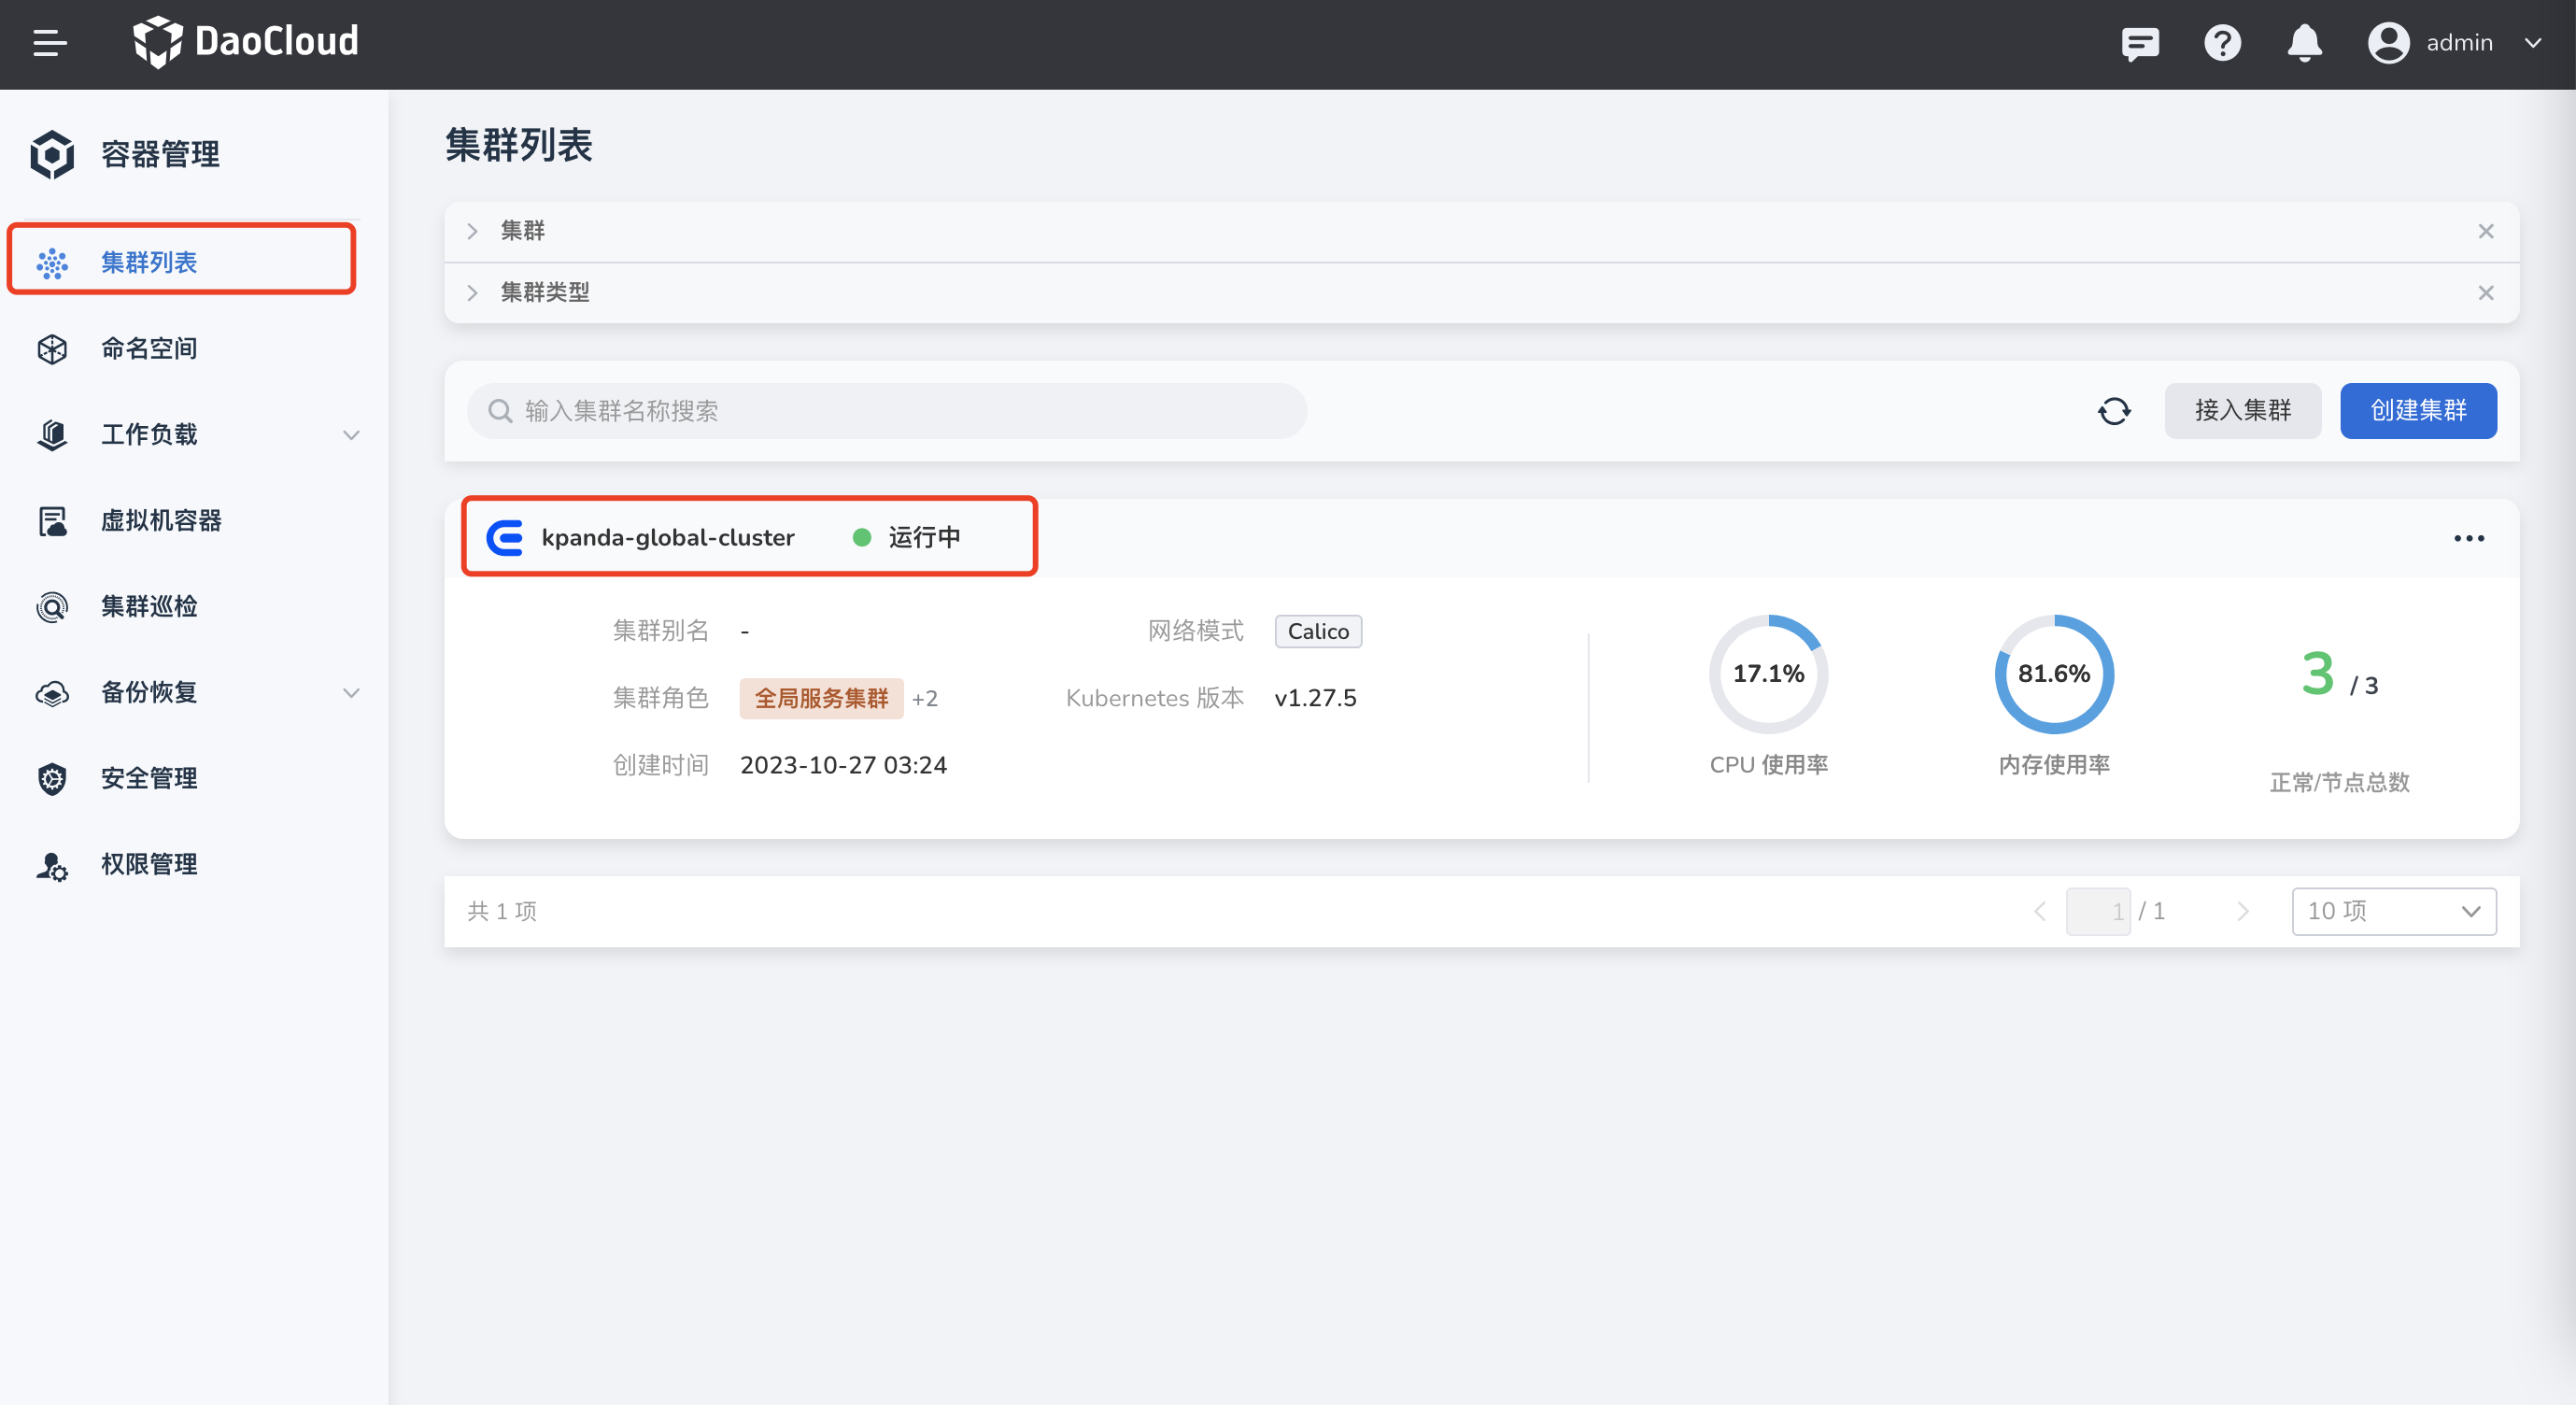 DaoCloud
admin
容器管理
集群列表
命名空间
工作负载
虚拟机容器
集群巡检
备份恢复
安全管理
权限管理
集群列表
集群
集群类型
输入集群名称搜索
接入集群
创建集群
kpanda-global-cluster 运行中
集群别名 - 网络模式 Calico
集群角色 全局服务集群 +2 Kubernetes 版本 v1.27.5
创建时间 2023-10-27 03:24
17.1%
CPU 使用率
81.6%
内存使用率
3 / 3
正常/节点总数
共 1 项
1 / 1
10 项